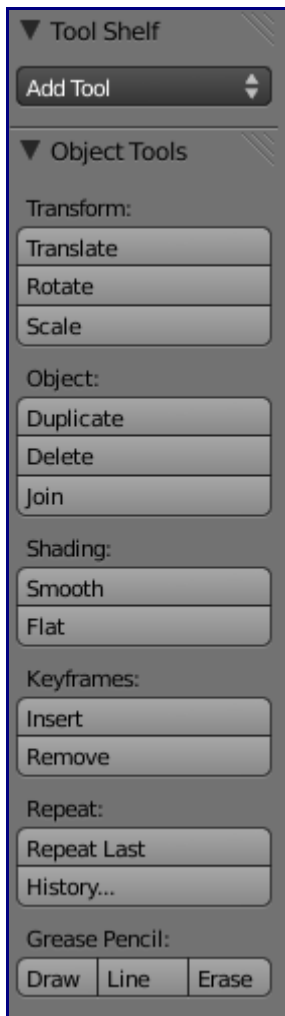 Tool Shelf
Add Tool
Object Tools
Transform:
Translate
Rotate
Scale
Object:
Duplicate
Delete
Join
Shading:
Smooth
Flat
Keyframes:
Insert
Remove
Repeat:
Repeat Last
History...
Grease Pencil:
Draw Line Erase